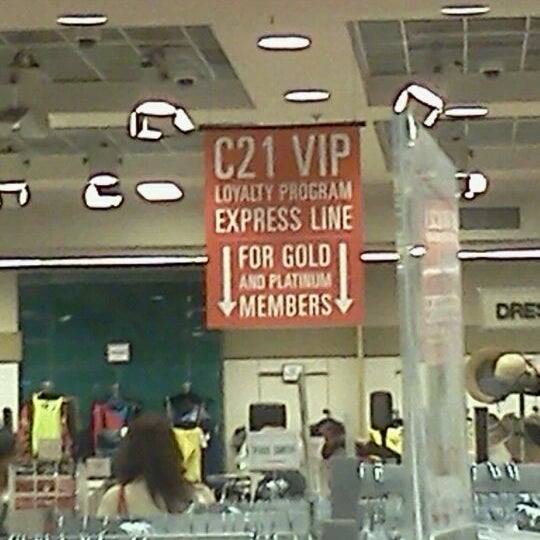 C21 VIP
LOYALTY PROGRAM
EXPRESS LINE
FOR GOLD
AND PLATINUM
MEMBERS
DRES